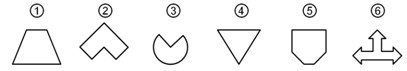 ① ② ③ ④ ⑤ ⑥